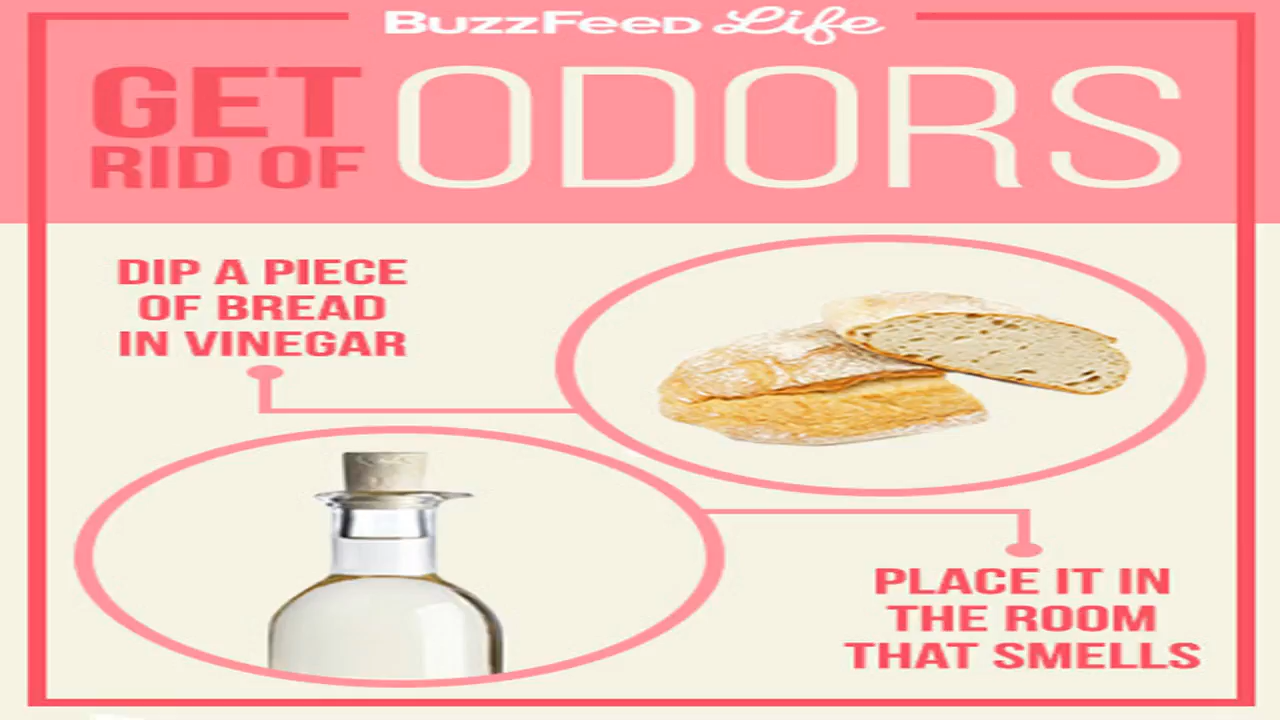 BuzzFeed Life
GET
RID OF
ODORS
DIP A PIECE
OF BREAD
IN VINEGAR
PLACE IT IN
THE ROOM
THAT SMELLS